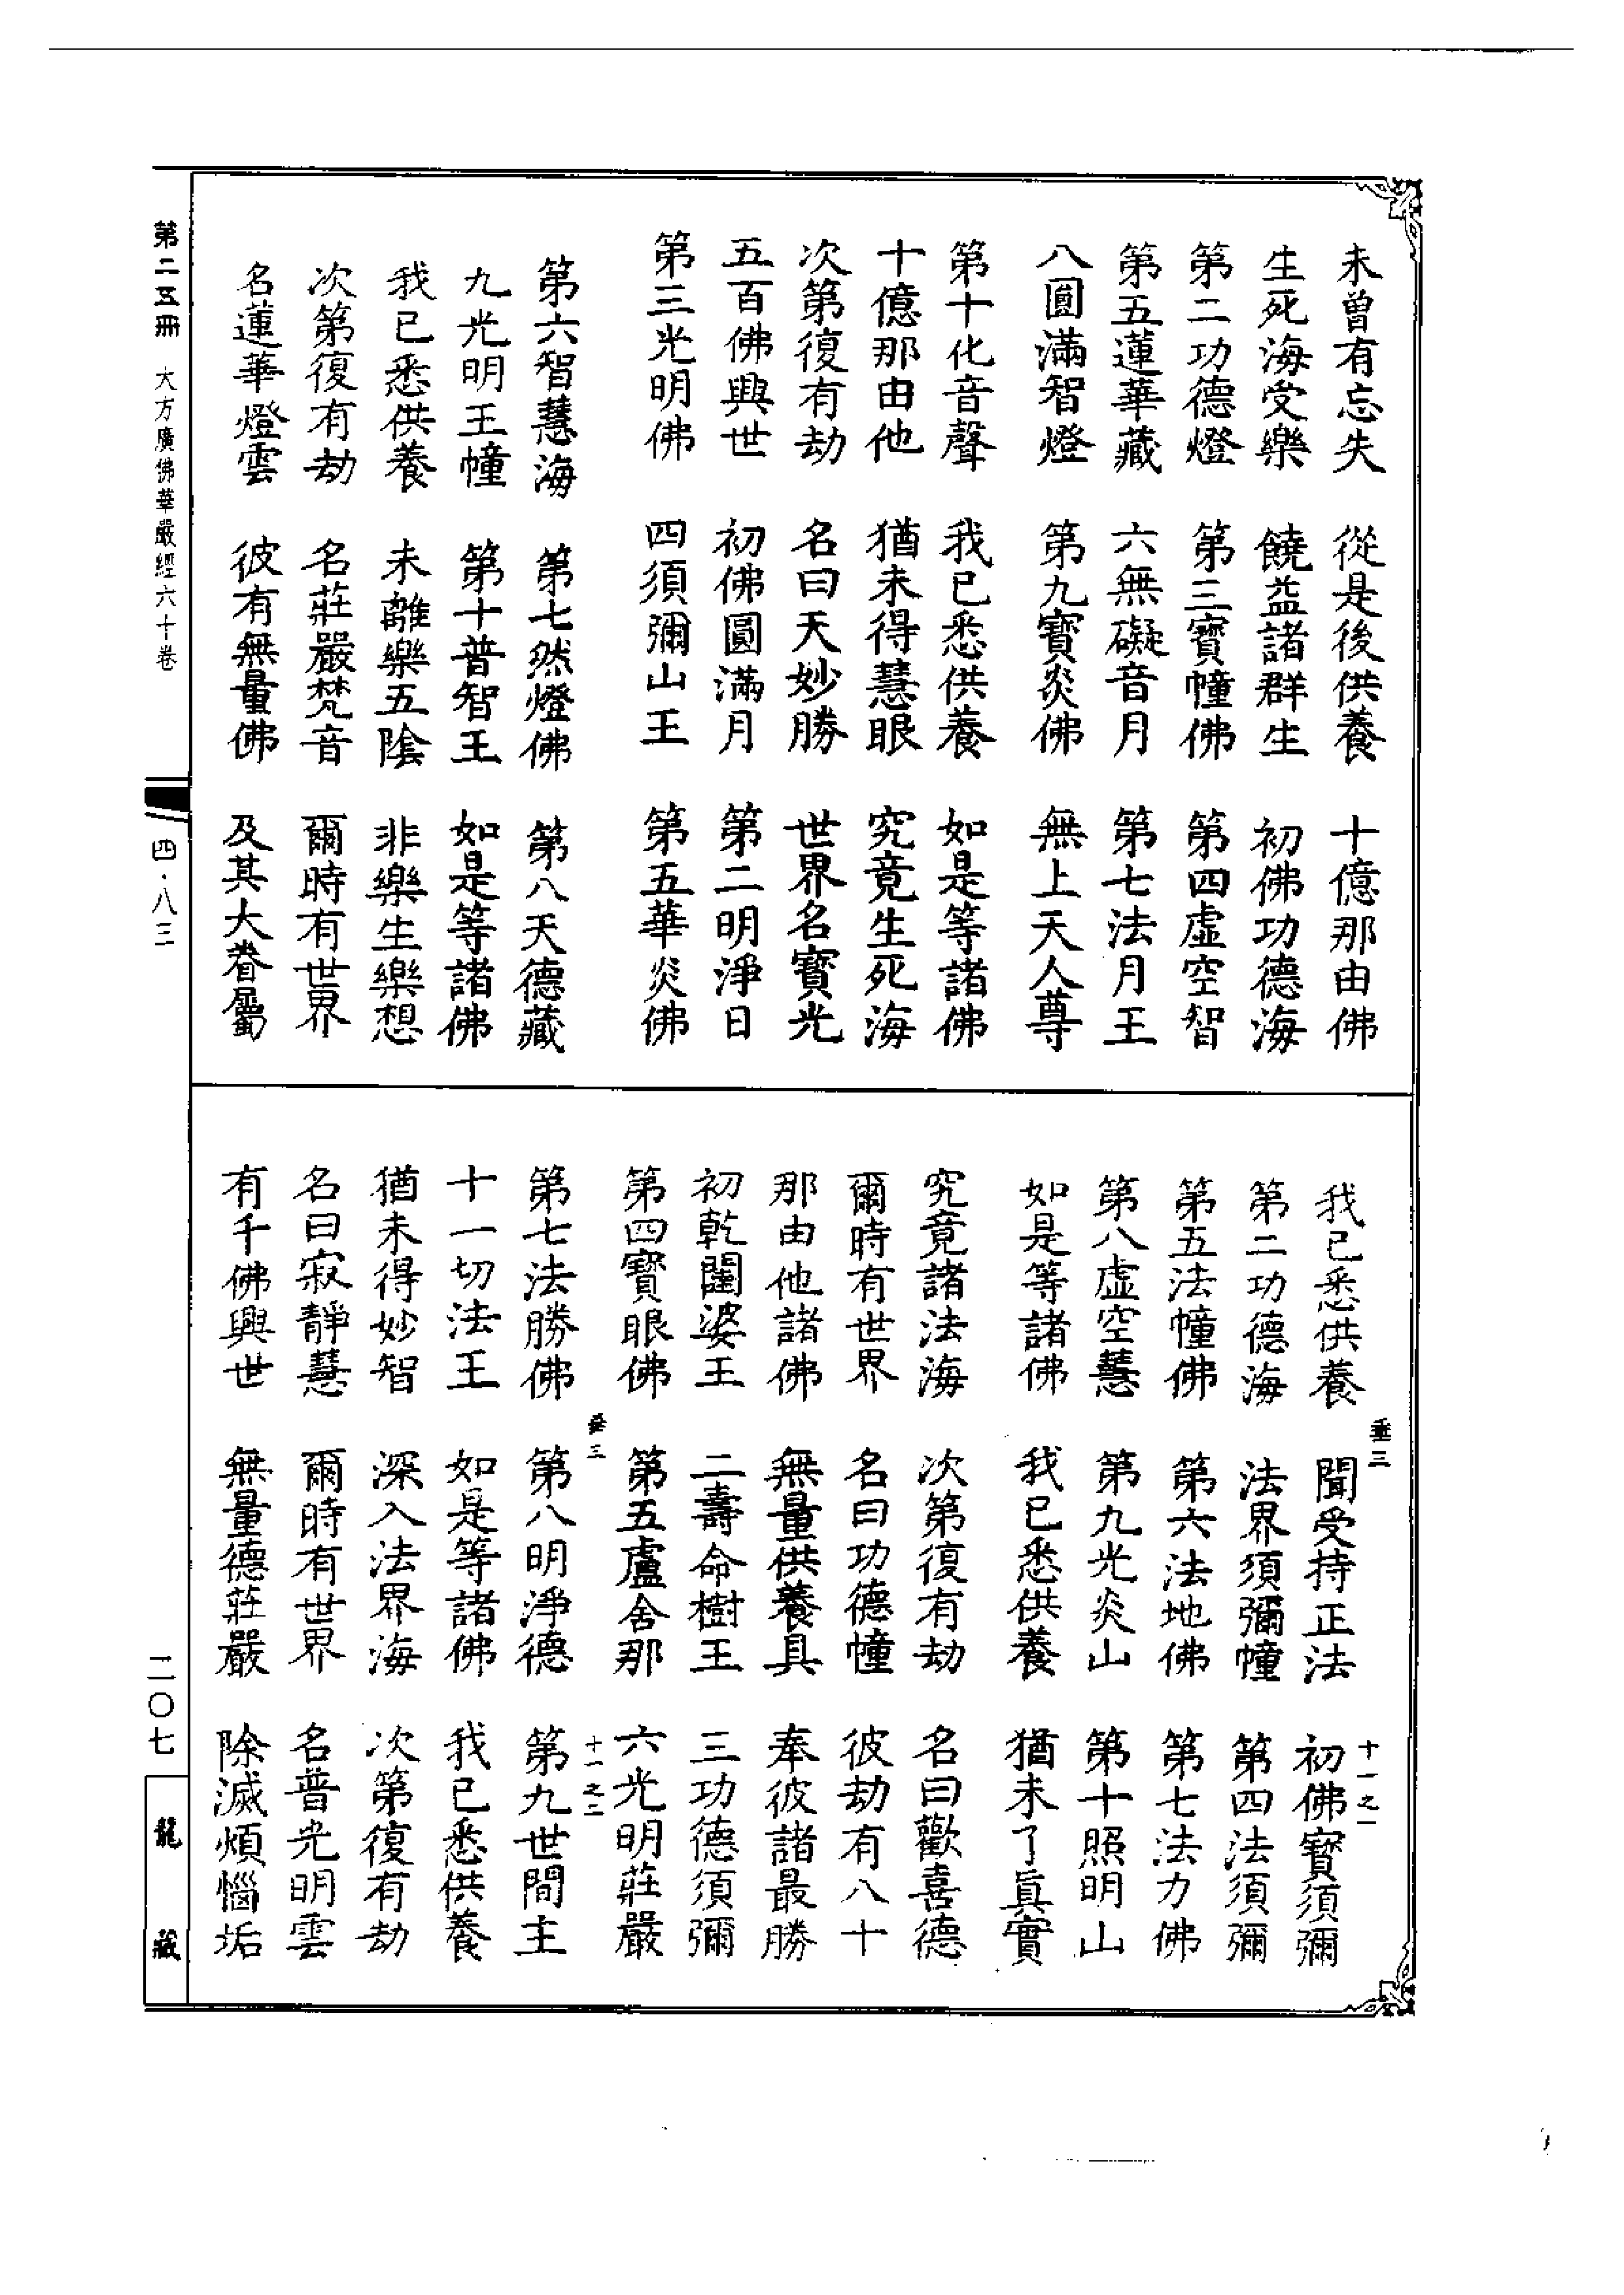 未曾有忘失　從是後供養　十億那由佛
生死海受樂　饒益諸群生　初佛功德海
第二功德燈　第三寶幢佛　第四虛空智
第五蓮華藏　六無礙音月　第七法月王
八圓滿智燈　第九寶炎佛　無上天人尊
第十化音聲　我已悉供養　如是等諸佛
十億那由他　猶未得慧眼　究竟生死海
次第復有劫　名曰天妙勝　世界名寶光
五百佛興世　初佛圓滿月　第二明淨日
第三光明佛　四須彌山王　第五華炎佛
第六智慧海　第七然燈佛　第八天德藏
九光明王幢　第十普智王　如是等諸佛
我已悉供養　未離樂五陰　非樂生樂想
次第復有劫　名莊嚴梵音　爾時有世界
名蓮華燈雲　彼有無量佛　及其大眷屬
垂三　十一之一
我已悉供養　聞受持正法　初佛寶須彌
第二功德海　法界須彌幢　第四法須彌
第五法幢佛　第六法地佛　第七法力佛
第八虛空慧　第九光炎山　第十照明山
如是等諸佛　我已悉供養　猶未了眞實
究竟諸法海　次第復有劫　名曰歡喜德
爾時有世界　名曰功德幢　彼劫有八十
那由他諸佛　無量供養具　奉彼諸最勝
初乾闥婆王　二壽命樹王　三功德須彌
第四寶眼佛　第五盧舍那　六光明莊嚴
垂三　十一之二
第七法勝佛　第八明淨德　第九世間主
十一切法王　如是等諸佛　我已悉供養
猶未得妙智　深入法界海　次第復有劫
名曰寂靜慧　爾時有世界　名普光明雲
有千佛興世　無量德莊嚴　除滅煩惱垢
第二五冊　大方廣佛華嚴經六十卷　四·八三　二〇七　龍藏